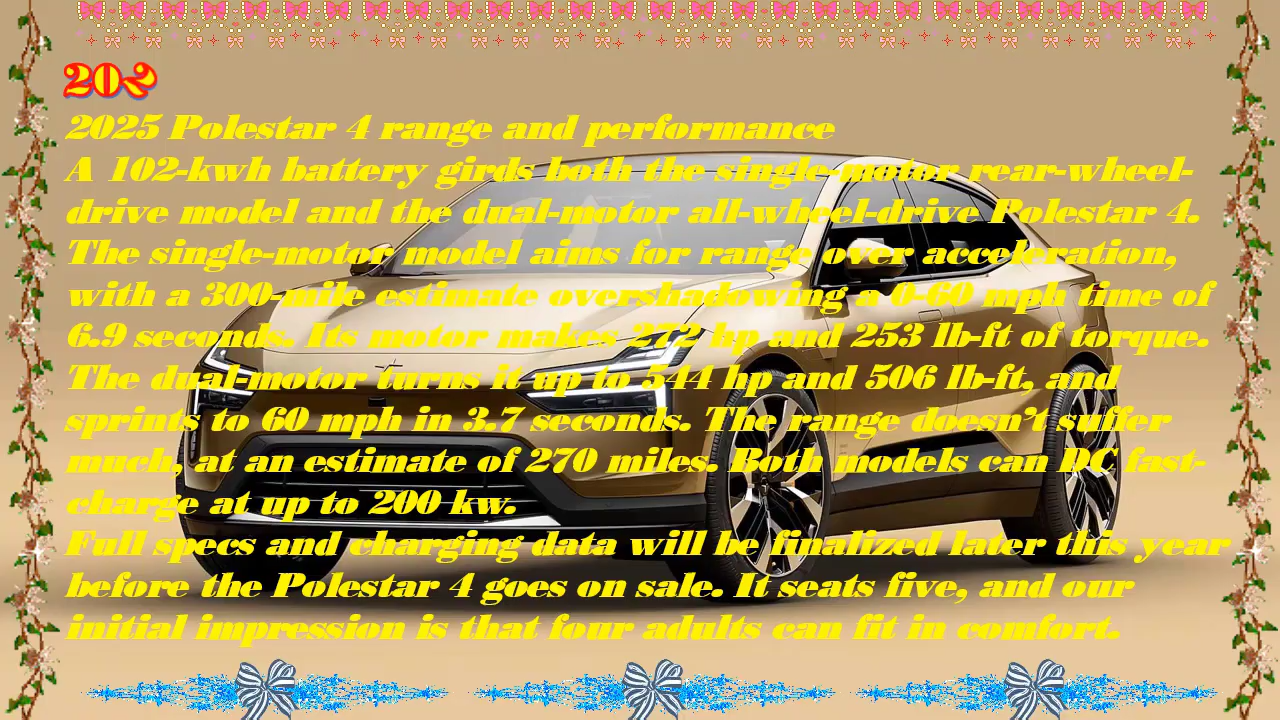 202
2025 Polestar 4 range and performance
A 102-kwh battery girds both the single-motor rear-wheel-
drive model and the dual-motor all-wheel-drive Polestar 4.
The single-motor model aims for range over acceleration,
with a 300-mile estimate overshadowing a 0-60 mph time of
6.9 seconds. Its motor makes 272 hp and 253 lb-ft of torque.
The dual-motor turns it up to 544 hp and 506 lb-ft, and
sprints to 60 mph in 3.7 seconds. The range doesn’t suffer
much, at an estimate of 270 miles. Both models can DC fast-
charge at up to 200 kw.
Full specs and charging data will be finalized later this year
before the Polestar 4 goes on sale. It seats five, and our
initial impression is that four adults can fit in comfort.